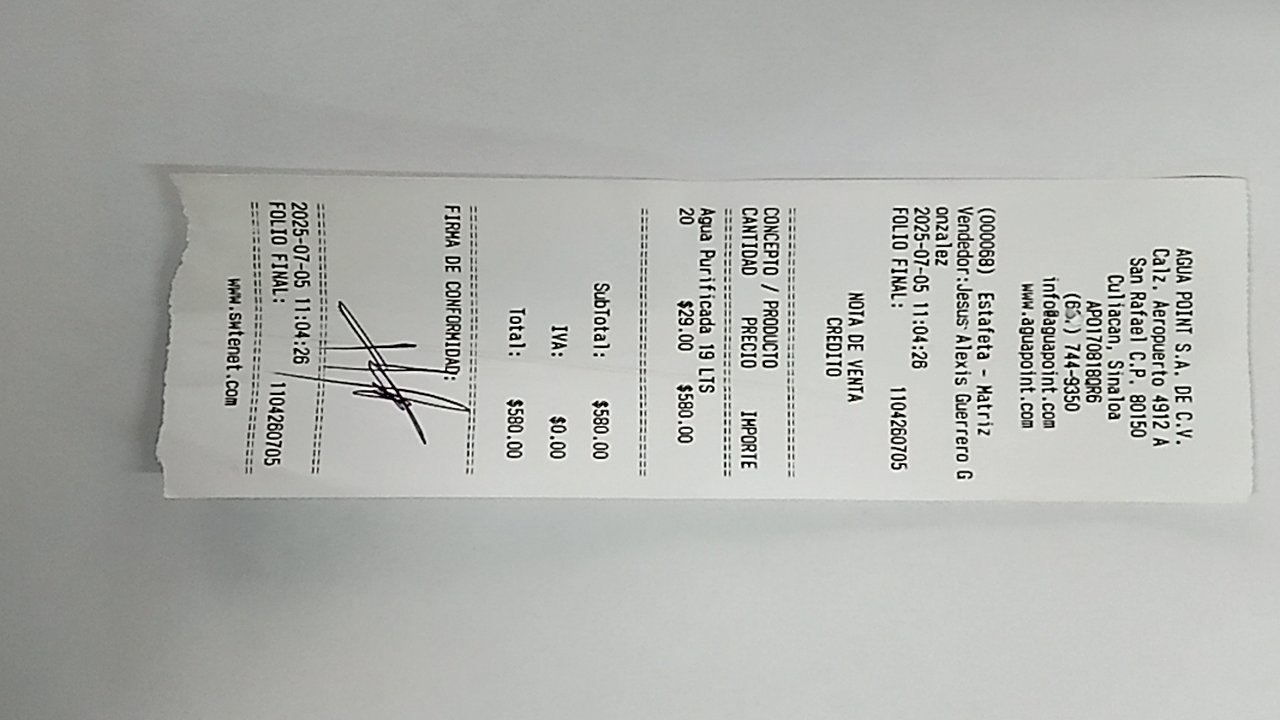 AGUA POINT S.A. DE C.V.
Calz. Aeropuerto 4912 A
San Rafael C.P. 80150
Culiacan, Sinaloa
APO170818QR6
744-9350
info@aguapoint.com
www.aguapoint.com
(000068) Estafeta - Matriz
Vendedor:Jesus Alexis Guerrero G
onzalez
2025-07-05 11:04:26
FOLIO FINAL: 1104260705
NOTA DE VENTA
CREDITO
================================
CONCEPTO / PRODUCTO
CANTIDAD PRECIO IMPORTE
================================
Agua Purificada 19 LTS
20 $29.00 $580.00
================================
SubTotal: $580.00
IVA: $0.00
Total: $580.00
================================
FIRMA DE CONFORMIDAD:
================================
2025-07-05 11:04:26
FOLIO FINAL: 1104260705
================================
www.swtenet.com